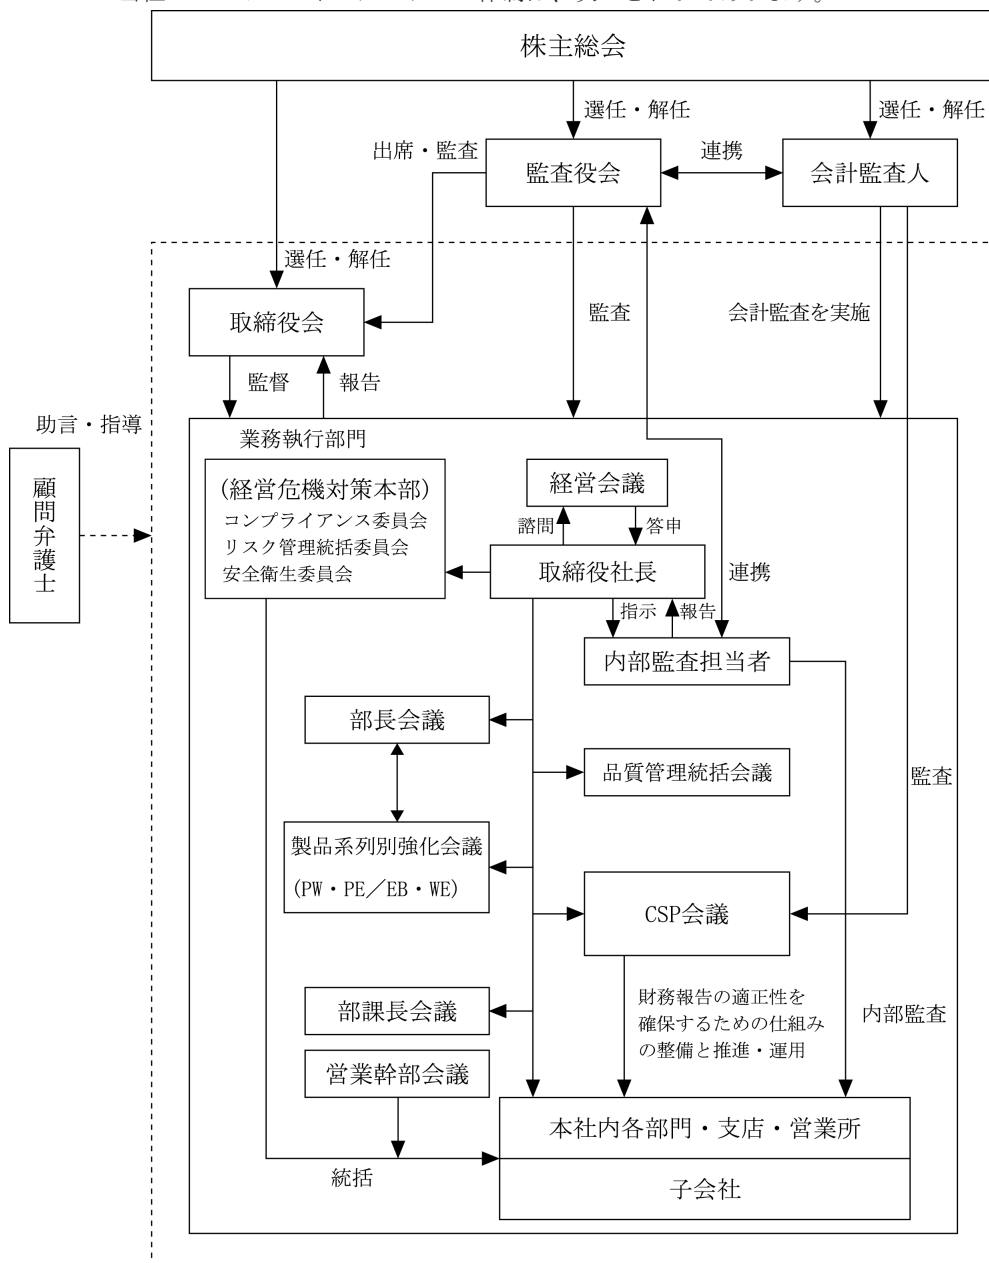 株主総会
選任・解任
選任・解任
出席・監査
監査役会
連携
会計監査人
選任・解任
取締役会
監査
会計監査を実施
監督
報告
助言・指導
顧問弁護士
業務執行部門
(経営危機対策本部)
コンプライアンス委員会
リスク管理統括委員会
安全衛生委員会
経営会議
諮問
答申
取締役社長
連携
指示
報告
内部監査担当者
部長会議
品質管理統括会議
監査
製品系列別強化会議
(PW・PE／EB・WE)
CSP会議
部課長会議
財務報告の適正性を
確保するための仕組み
の整備と推進・運用
内部監査
営業幹部会議
本社内各部門・支店・営業所
統括
子会社